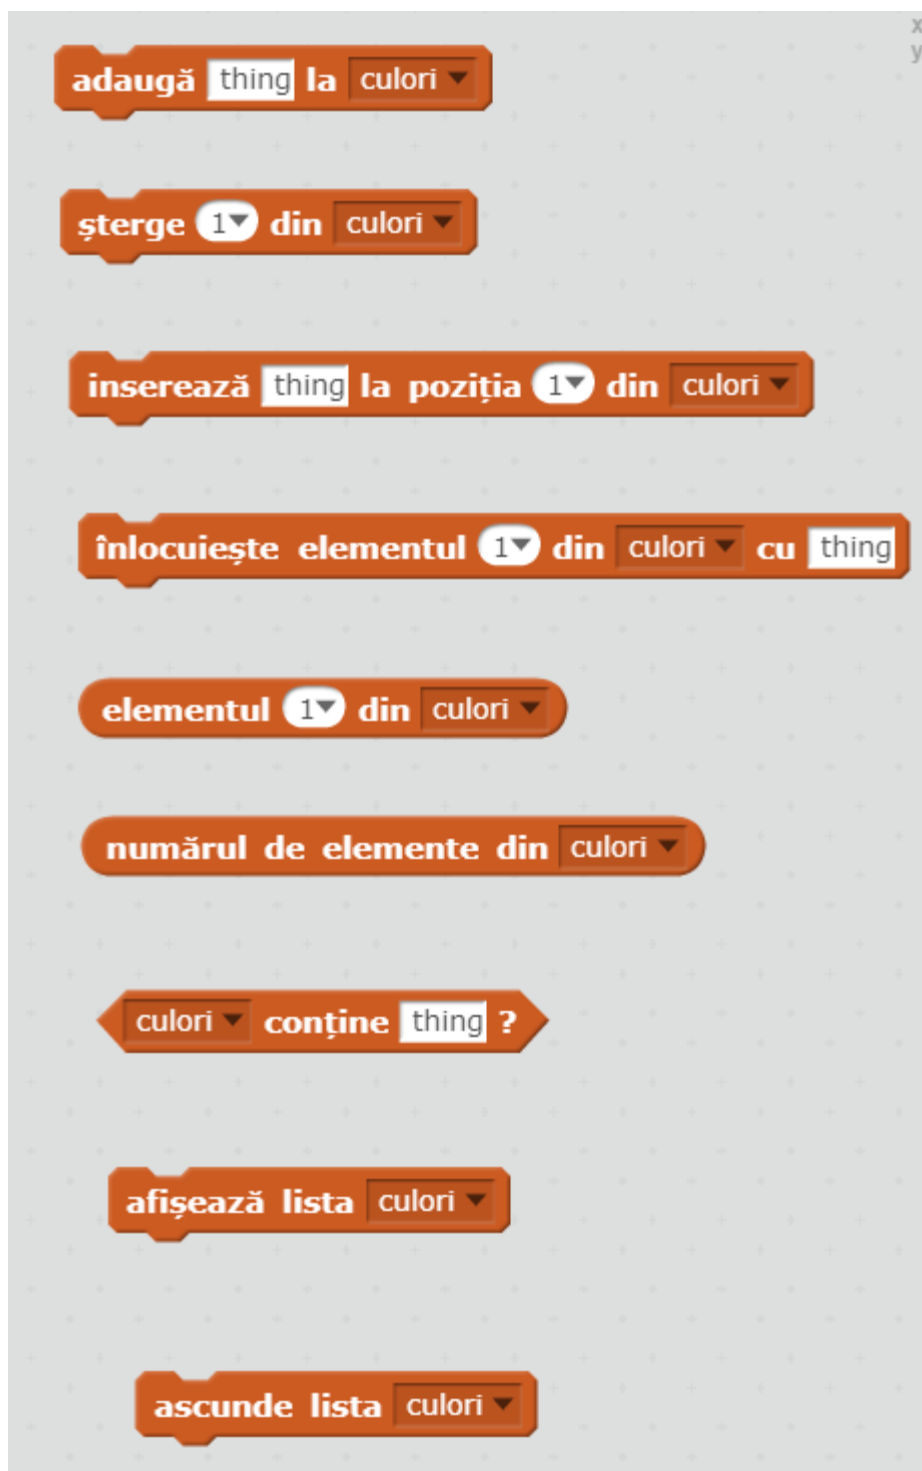 x
y
adaugă thing la culori
șterge 1 din culori
inserează thing la poziția 1 din culori
înlocuiește elementul 1 din culori cu thing
elementul 1 din culori
numărul de elemente din culori
culori conține thing ?
afișează lista culori
ascunde lista culori